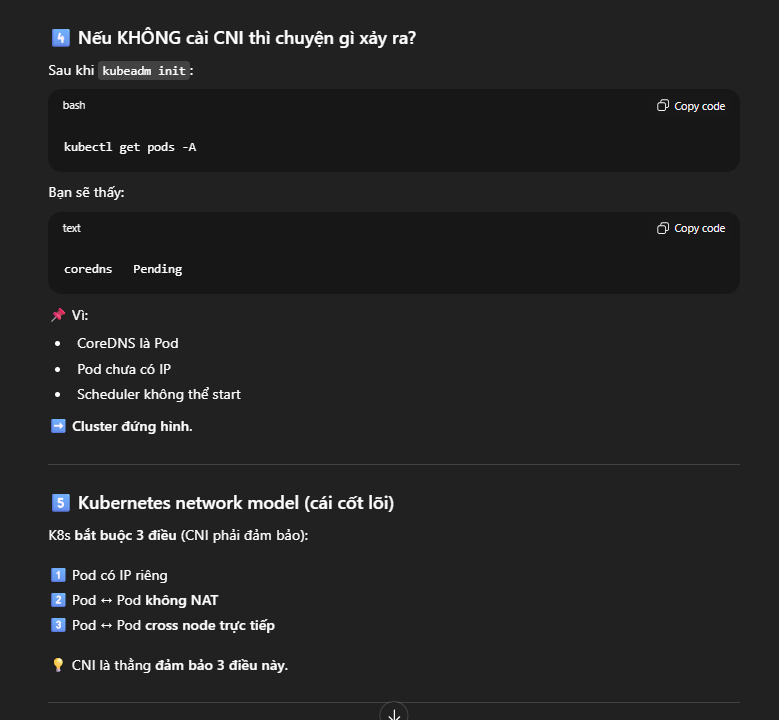 4️⃣ Nếu KHÔNG cài CNI thì chuyện gì xảy ra?
Sau khi kubeadm init:
bash
Copy code
kubectl get pods -A
Bạn sẽ thấy:
text
Copy code
coredns   Pending
📌 Vì:
• CoreDNS là Pod
• Pod chưa có IP
• Scheduler không thể start
➡️ Cluster đứng hình.
5️⃣ Kubernetes network model (cái cốt lõi)
K8s bắt buộc 3 điều (CNI phải đảm bảo):
1️⃣ Pod có IP riêng
2️⃣ Pod ↔ Pod không NAT
3️⃣ Pod ↔ Pod cross node trực tiếp
💡 CNI là thằng đảm bảo 3 điều này.